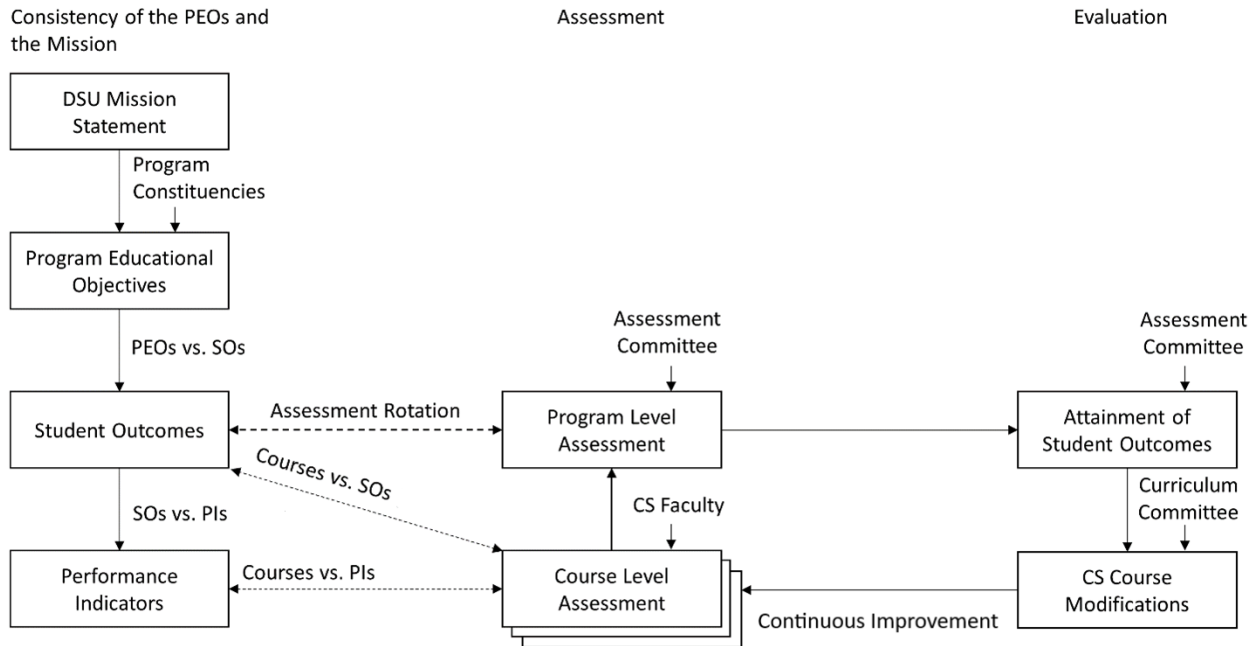 Consistency of the PEOs and
the Mission
Assessment
Evaluation
DSU Mission
Statement
Program
Constituencies
Program Educational
Objectives
PEOs vs. SOs
Assessment
Committee
Assessment
Committee
Student Outcomes
Assessment Rotation
Program Level
Assessment
Attainment of
Student Outcomes
Courses vs. SOs
SOs vs. PIs
CS Faculty
Curriculum
Committee
Performance
Indicators
Courses vs. PIs
Course Level
Assessment
Continuous Improvement
CS Course
Modifications